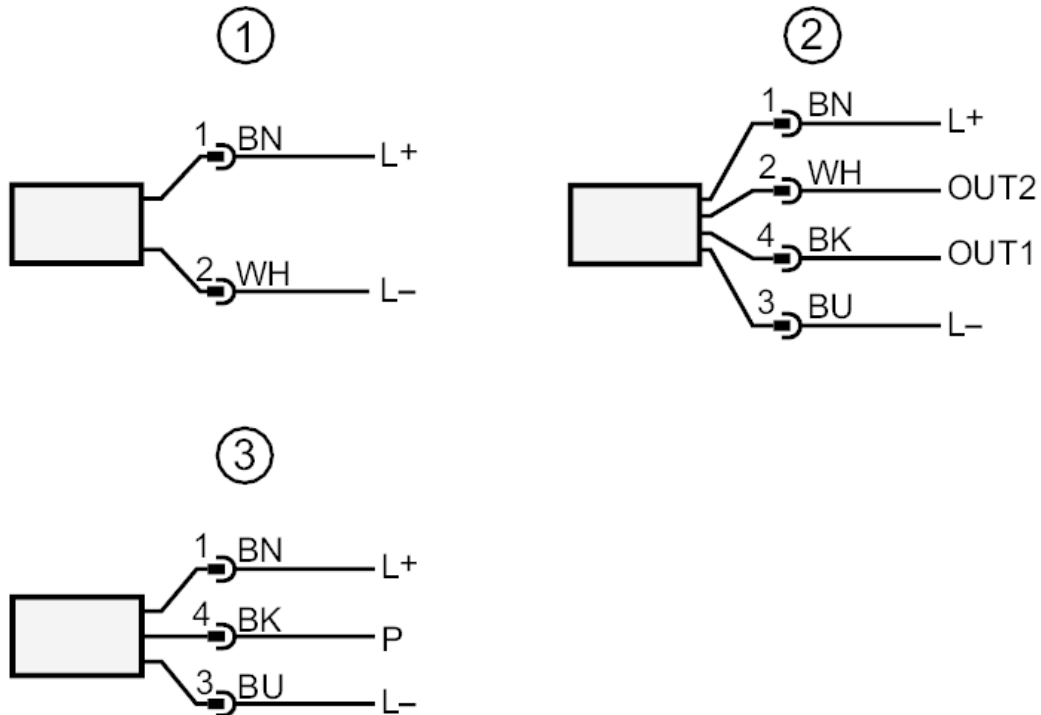 ① ②
1 BN L+
2 WH L–
1 BN L+
2 WH OUT2
4 BK OUT1
3 BU L–
③
1 BN L+
4 BK P
3 BU L–